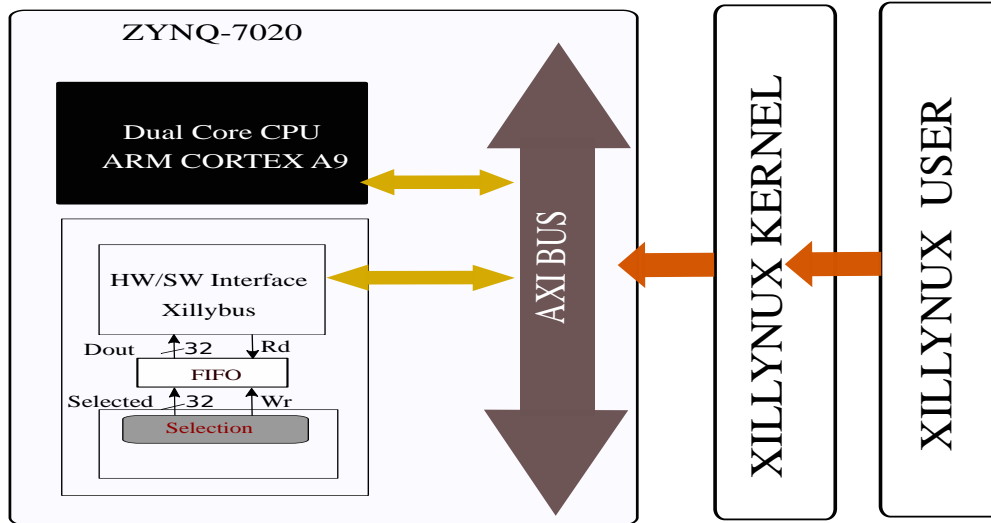 ZYNQ-7020
Dual Core CPU
ARM CORTEX A9
HW/SW Interface
Xillybus
Dout
32
Rd
FIFO
Selected
32
Wr
Selection
AXI BUS
XILLYNUX KERNEL
XILLYNUX USER